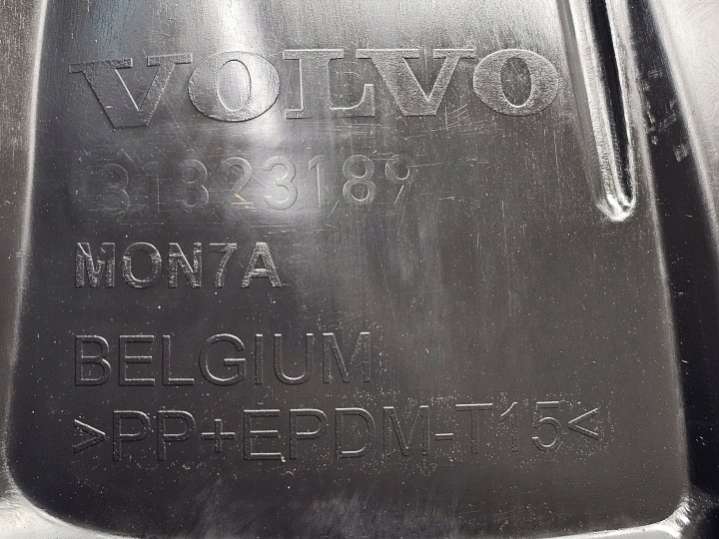 VOLVO
31323189
MON7A
BELGIUM
>PP+EPDM-T15<